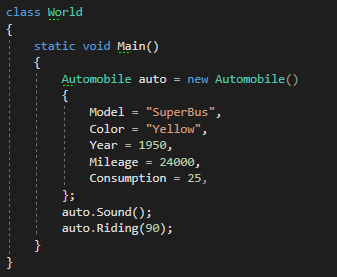 class World
{
static void Main()
{
Automobile auto = new Automobile()
{
Model = "SuperBus",
Color = "Yellow",
Year = 1950,
Mileage = 24000,
Consumption = 25,
};
auto.Sound();
auto.Riding(90);
}
}